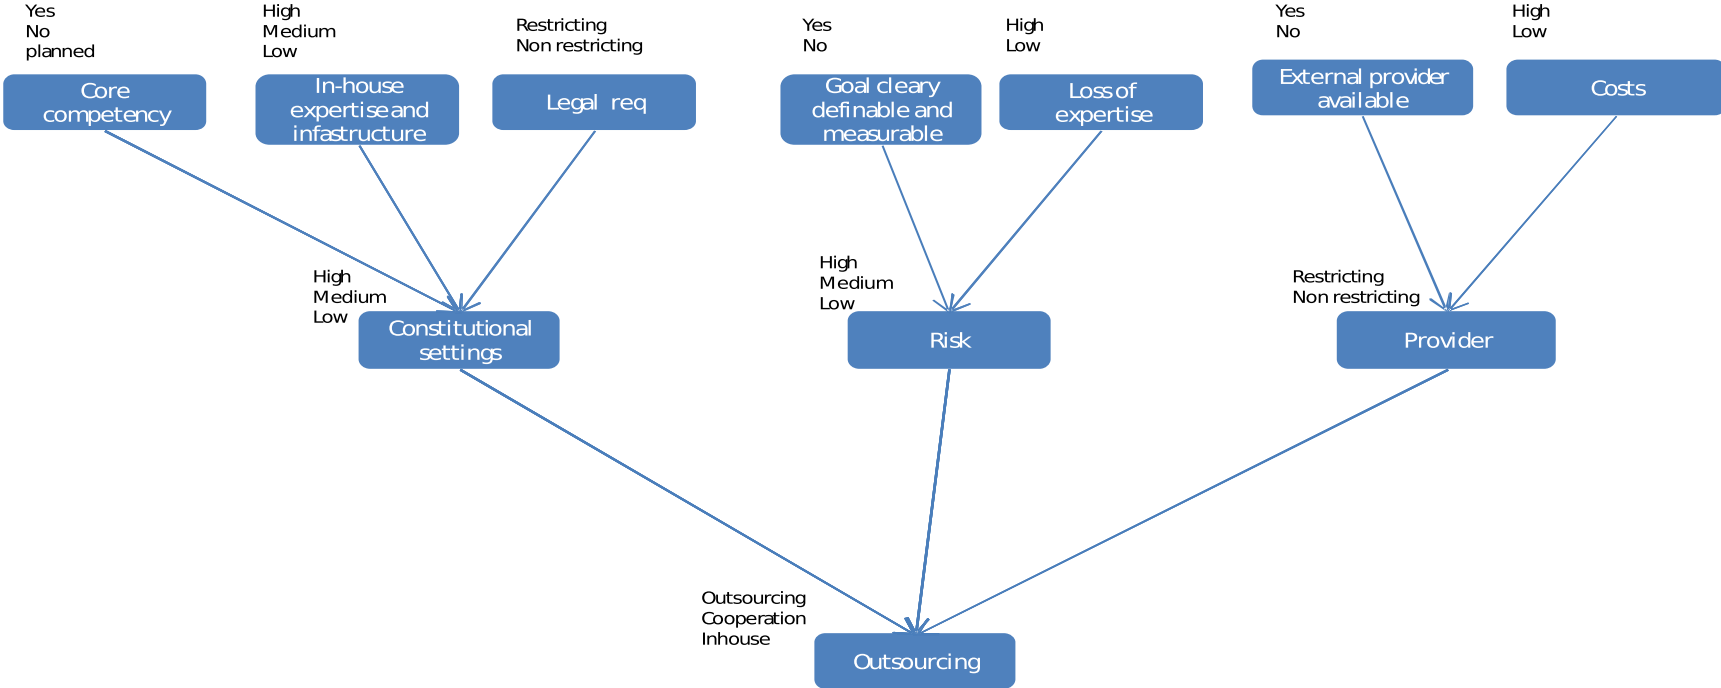 Yes
No
planned
High
Medium
Low
Restricting
Non restricting
Yes
No
High
Low
Yes
No
High
Low
Core
competency
In-house
expertise and
infastructure
Legal req
Goal cleary
definable and
measurable
Loss of
expertise
External provider
available
Costs
High
Medium
Low
Constitutional
settings
High
Medium
Low
Risk
Restricting
Non restricting
Provider
Outsourcing
Cooperation
Inhouse
Outsourcing